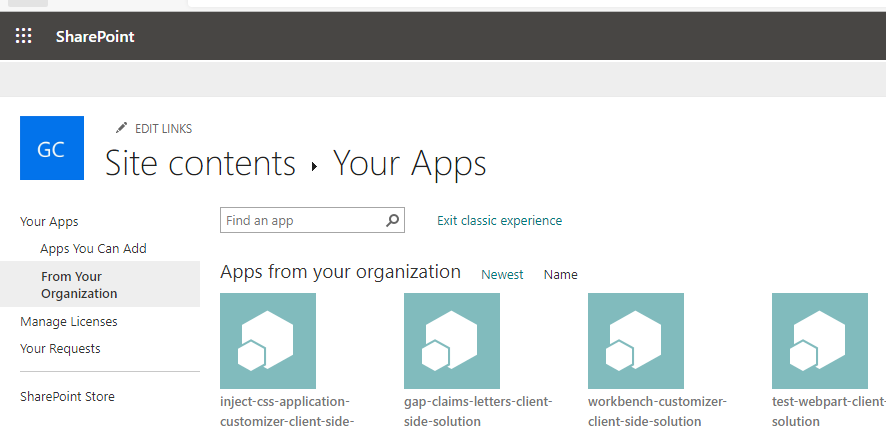 SharePoint
GC
EDIT LINKS
Site contents ▸ Your Apps
Your Apps
Apps You Can Add
From Your
Organization
Manage Licenses
Your Requests
SharePoint Store
Find an app
Exit classic experience
Apps from your organization Newest Name
inject-css-application-
customizer-client-side-
gap-claims-letters-client-
side-solution
workbench-customizer-
client-side-solution
test-webpart-client-
solution